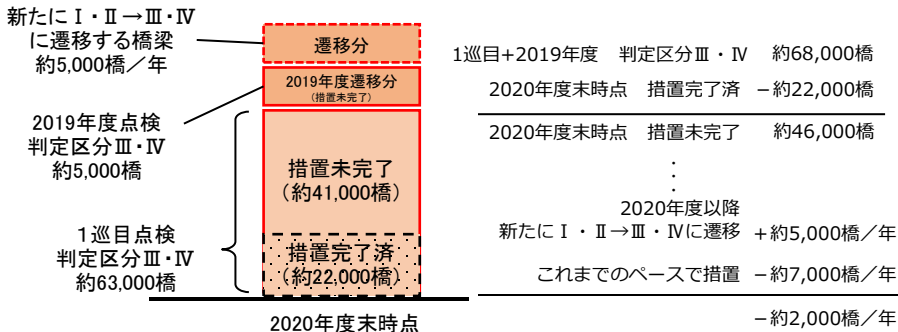 新たにⅠ・Ⅱ→Ⅲ・Ⅳ
に遷移する橋梁
約5,000橋／年
遷移分
2019年度遷移分
（措置未完了）
2019年度点検
判定区分Ⅲ・Ⅳ
約5,000橋
措置未完了
（約41,000橋）
1巡目点検
判定区分Ⅲ・Ⅳ
約63,000橋
措置完了済
（約22,000橋）
2020年度末時点
1巡目+2019年度　判定区分Ⅲ・Ⅳ　約68,000橋
2020年度末時点　措置完了済　－約22,000橋
2020年度末時点　措置未完了　約46,000橋
・
・
・
2020年度以降
新たにⅠ・Ⅱ→Ⅲ・Ⅳに遷移　＋約5,000橋／年
これまでのペースで措置　－約7,000橋／年
－約2,000橋／年